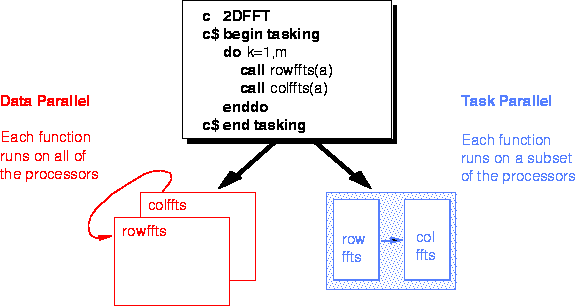 c 2DFFT
c$ begin tasking
do k=1,m
call rowffts(a)
call colffts(a)
enddo
c$ end tasking
Data Parallel
Each function
runs on all of
the processors
Task Parallel
Each function
runs on a subset
of the processors
colffts
rowffts
row
ffts
col
ffts